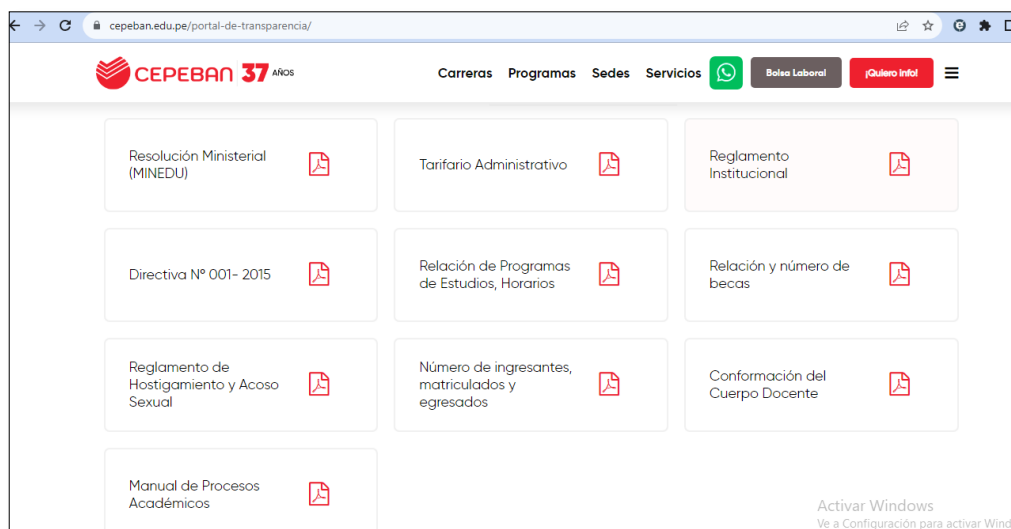 cepeban.edu.pe/portal-de-transparencia/
CEPEBAN 37 AÑOS
Carreras Programas Sedes Servicios Bolsa Laboral ¡Quiero Info!
Resolución Ministerial
(MINEDU)
Tarifario Administrativo
Reglamento
Institucional
Directiva Nº 001- 2015
Relación de Programas
de Estudios, Horarios
Relación y número de
becas
Reglamento de
Hostigamiento y Acoso
Sexual
Número de ingresantes,
matriculados y
egresados
Conformación del
Cuerpo Docente
Manual de Procesos
Académicos
Activar Windows
Ve a Configuración para activar Wind